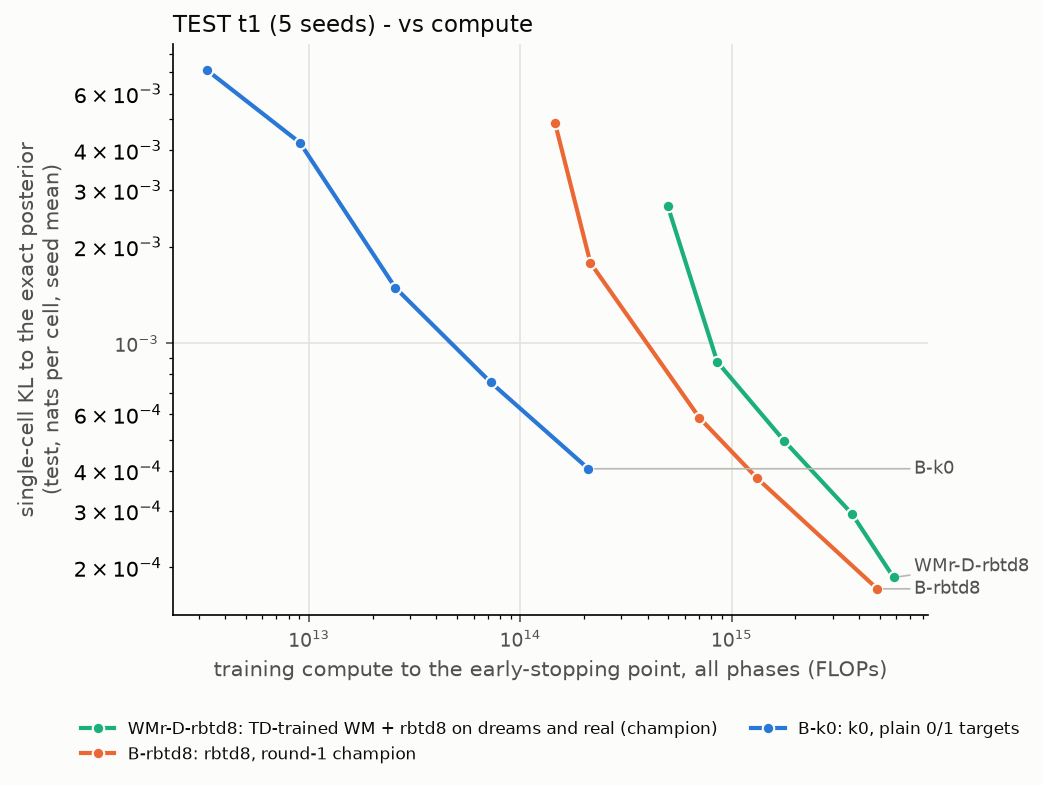 TEST t1 (5 seeds) - vs compute
single-cell KL to the exact posterior
(test, nats per cell, seed mean)
6 × 10⁻³
4 × 10⁻³
3 × 10⁻³
2 × 10⁻³
10⁻³
6 × 10⁻⁴
4 × 10⁻⁴
3 × 10⁻⁴
2 × 10⁻⁴
B-k0
WMr-D-rbtd8
B-rbtd8
10¹³ 10¹⁴ 10¹⁵
training compute to the early-stopping point, all phases (FLOPs)
WMr-D-rbtd8: TD-trained WM + rbtd8 on dreams and real (champion)
B-rbtd8: rbtd8, round-1 champion
B-k0: k0, plain 0/1 targets